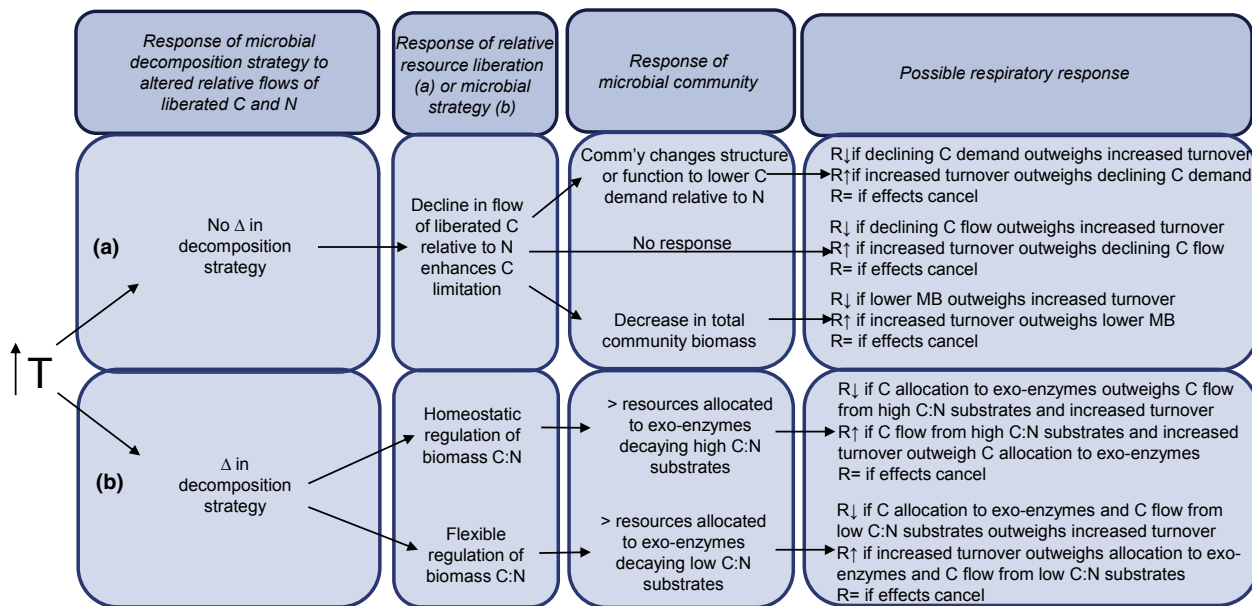 Response of microbial
decomposition strategy to
altered relative flows of
liberated C and N
Response of relative
resource liberation
(a) or microbial
strategy (b)
Response of
microbial community
Possible respiratory response
↑ T
(a)
No Δ in
decomposition
strategy
Decline in flow
of liberated C
relative to N
enhances C
limitation
Comm'y changes structure
or function to lower C
demand relative to N
R↓if declining C demand outweighs increased turnover
R↑if increased turnover outweighs declining C demand
R= if effects cancel
No response
R↓ if declining C flow outweighs increased turnover
R↑ if increased turnover outweighs declining C flow
R= if effects cancel
Decrease in total
community biomass
R↓ if lower MB outweighs increased turnover
R↑ if increased turnover outweighs lower MB
R= if effects cancel
(b)
Δ in
decomposition
strategy
Homeostatic
regulation of
biomass C:N
> resources allocated
to exo-enzymes
decaying high C:N
substrates
R↓ if C allocation to exo-enzymes outweighs C flow
from high C:N substrates and increased turnover
R↑ if C flow from high C:N substrates and increased
turnover outweigh C allocation to exo-enzymes
R= if effects cancel
Flexible
regulation of
biomass C:N
> resources allocated
to exo-enzymes
decaying low C:N
substrates
R↓ if C allocation to exo-enzymes and C flow from
low C:N substrates outweighs increased turnover
R↑ if increased turnover outweighs allocation to exo-
enzymes and C flow from low C:N substrates
R= if effects cancel